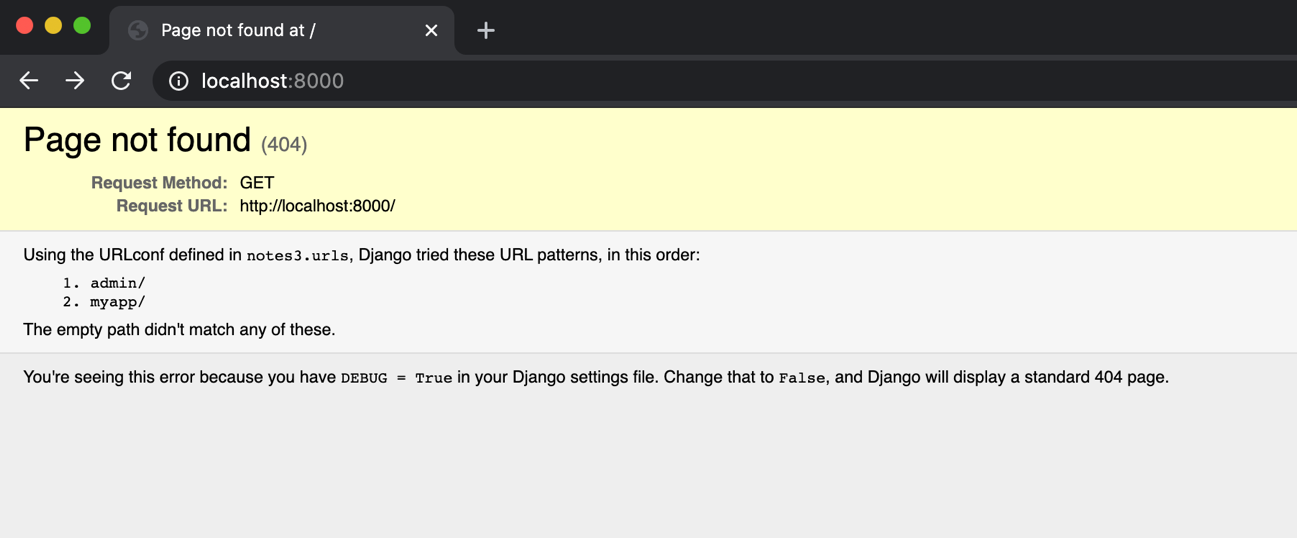 Page not found at /
localhost:8000
Page not found (404)
Request Method: GET
Request URL: http://localhost:8000/
Using the URLconf defined in notes3.urls, Django tried these URL patterns, in this order:
1. admin/
2. myapp/
The empty path didn't match any of these.
You're seeing this error because you have DEBUG = True in your Django settings file. Change that to False, and Django will display a standard 404 page.